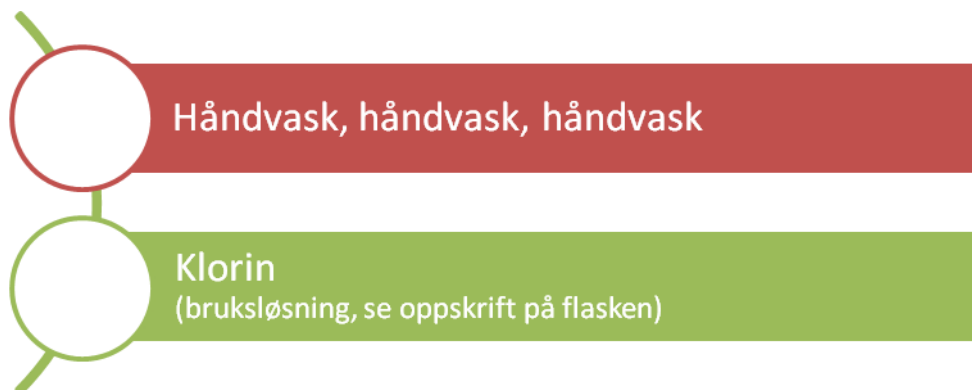 Håndvask, håndvask, håndvask
Klorin
(bruksløsning, se oppskrift på flasken)